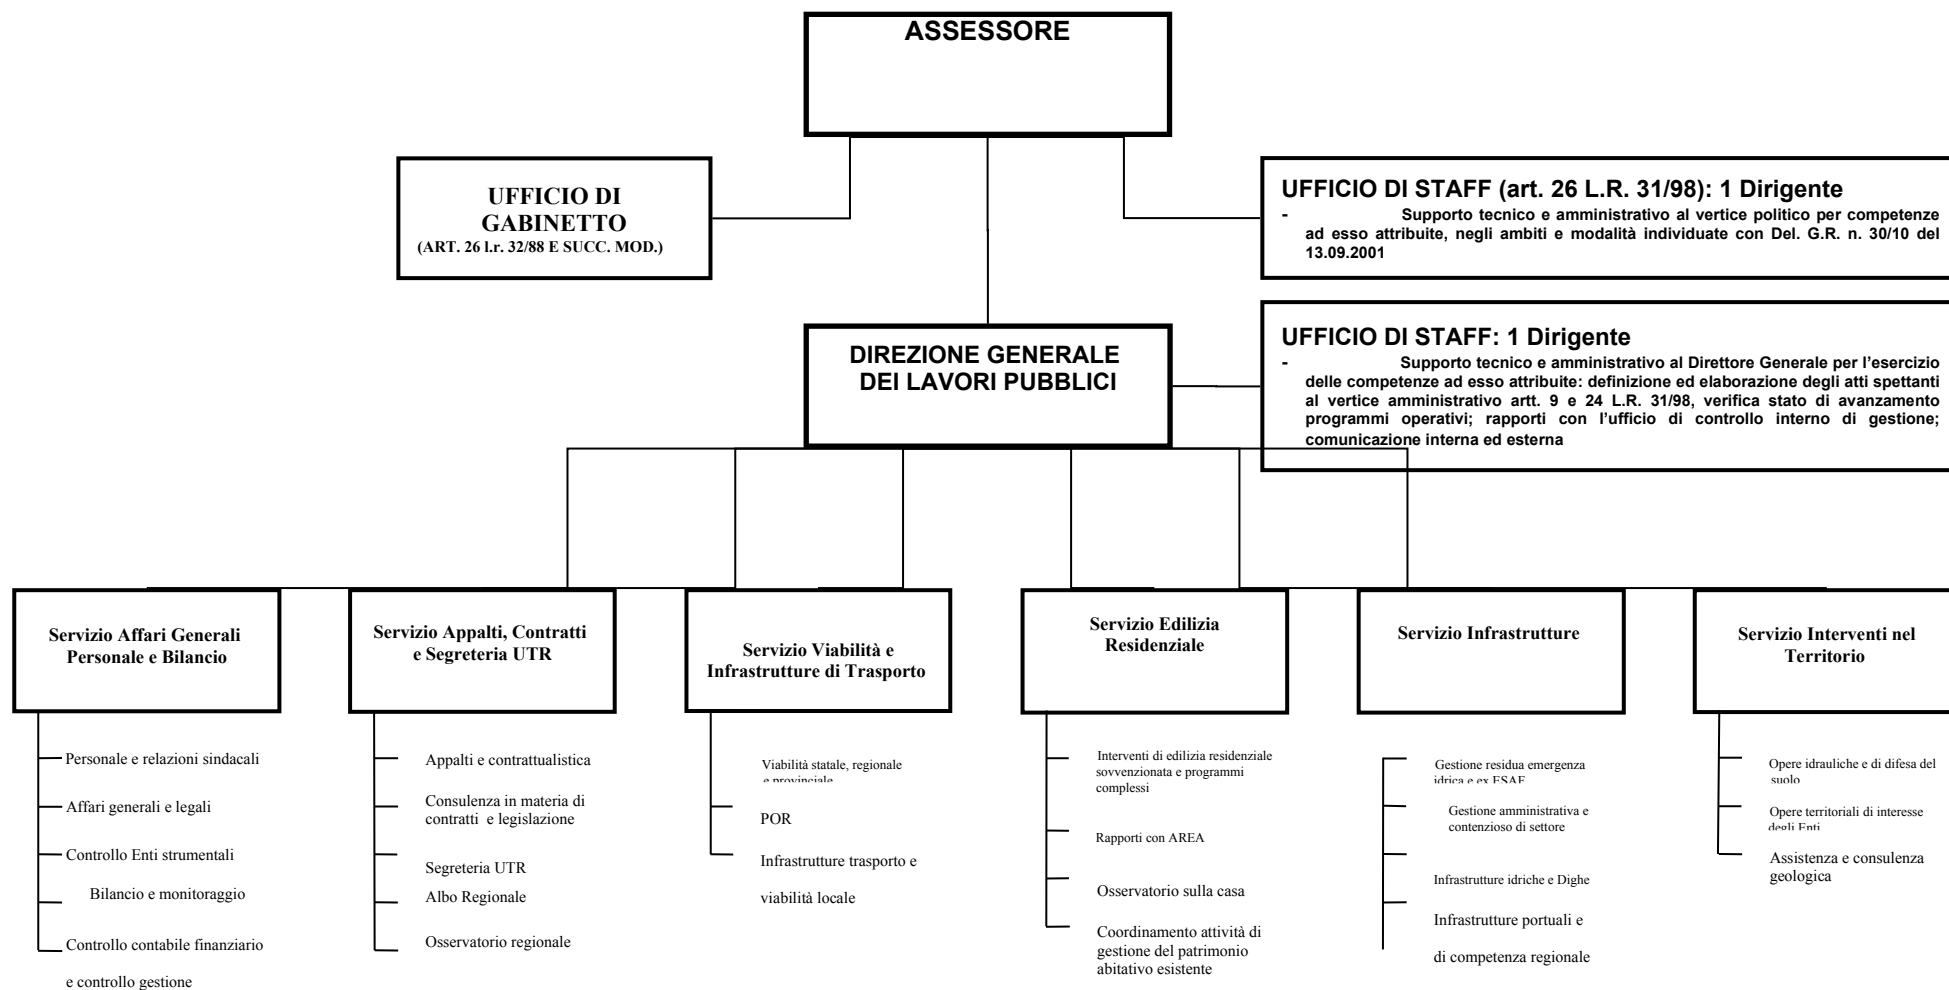 ASSESSORE
UFFICIO DI
GABINETTO
(ART. 26 l.r. 32/88 E SUCC. MOD.)
UFFICIO DI STAFF (art. 26 L.R. 31/98): 1 Dirigente
- Supporto tecnico e amministrativo al vertice politico per competenze
ad esso attribuite, negli ambiti e modalità individuate con Del. G.R. n. 30/10 del
13.09.2001
DIREZIONE GENERALE
DEI LAVORI PUBBLICI
UFFICIO DI STAFF: 1 Dirigente
- Supporto tecnico e amministrativo al Direttore Generale per l’esercizio
delle competenze ad esso attribuite: definizione ed elaborazione degli atti spettanti
al vertice amministrativo artt. 9 e 24 L.R. 31/98, verifica stato di avanzamento
programmi operativi; rapporti con l’ufficio di controllo interno di gestione;
comunicazione interna ed esterna
Servizio Affari Generali
Personale e Bilancio
Personale e relazioni sindacali
Affari generali e legali
Controllo Enti strumentali
Bilancio e monitoraggio
Controllo contabile finanziario
e controllo gestione
Servizio Appalti, Contratti
e Segreteria UTR
Appalti e contrattualistica
Consulenza in materia di
contratti e legislazione
Segreteria UTR
Albo Regionale
Osservatorio regionale
Servizio Viabilità e
Infrastrutture di Trasporto
Viabilità statale, regionale
e provinciale
POR
Infrastrutture trasporto e
viabilità locale
Servizio Edilizia
Residenziale
Interventi di edilizia residenziale
sovvenzionata e programmi
complessi
Rapporti con AREA
Osservatorio sulla casa
Coordinamento attività di
gestione del patrimonio
abitativo esistente
Servizio Infrastrutture
Gestione residua emergenza
idrica e ex ESAF
Gestione amministrativa e
contenzioso di settore
Infrastrutture idriche e Dighe
Infrastrutture portuali e
di competenza regionale
Servizio Interventi nel
Territorio
Opere idrauliche e di difesa del
suolo
Opere territoriali di interesse
degli Enti
Assistenza e consulenza
geologica